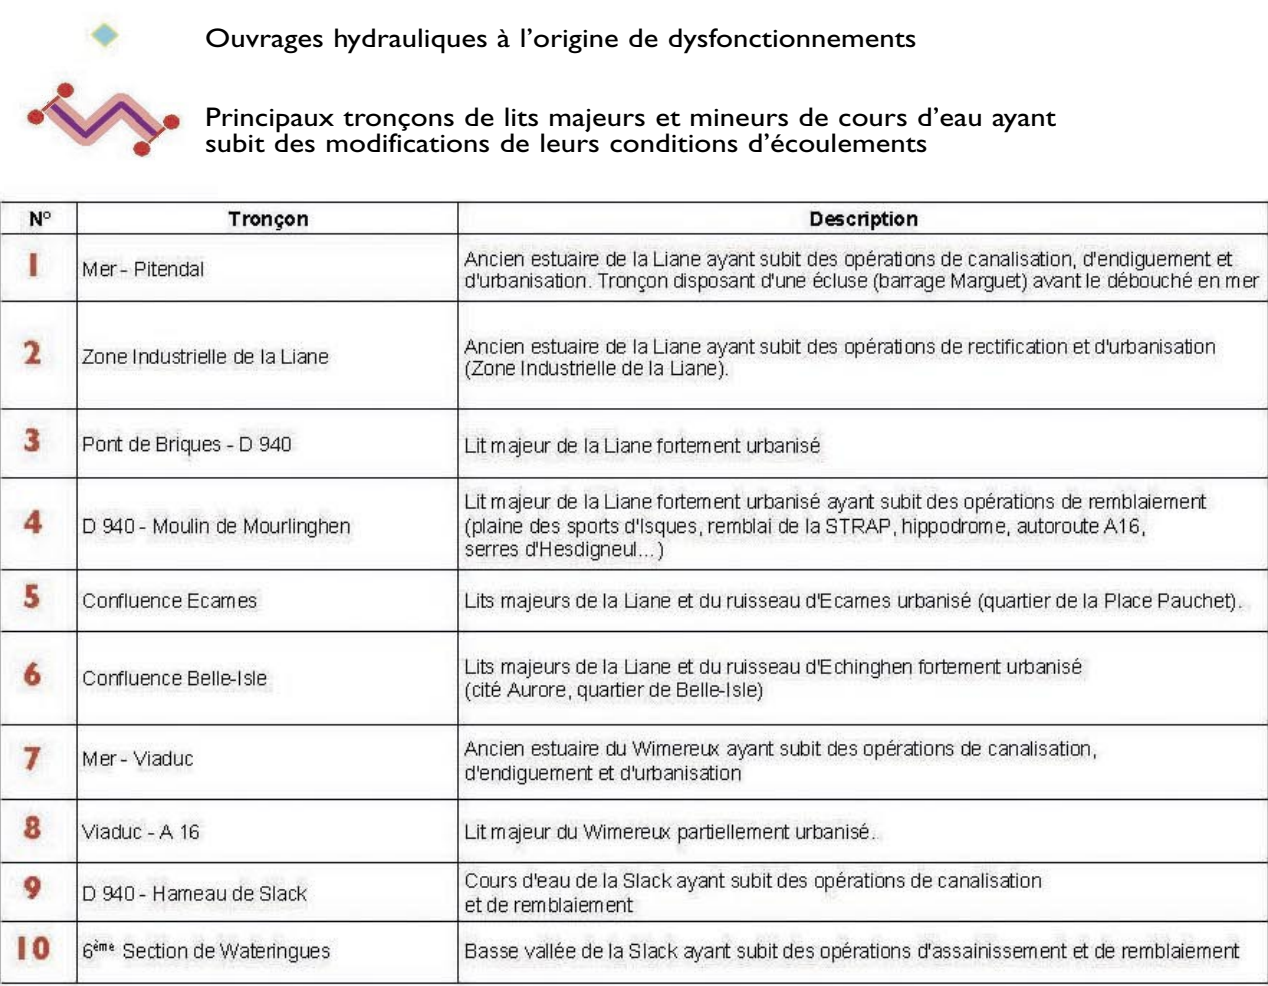 Ouvrages hydrauliques à l'origine de dysfonctionnements
Principaux tronçons de lits majeurs et mineurs de cours d'eau ayant
subit des modifications de leurs conditions d'écoulements
N° Tronçon Description
1 Mer - Pitendal Ancien estuaire de la Liane ayant subit des opérations de canalisation, d'endiguement et
d'urbanisation. Tronçon disposant d'une écluse (barrage Marguet) avant le débouché en mer
2 Zone Industrielle de la Liane Ancien estuaire de la Liane ayant subit des opérations de rectification et d'urbanisation
(Zone Industrielle de la Liane).
3 Pont de Briques - D 940 Lit majeur de la Liane fortement urbanisé
4 D 940 - Moulin de Mourlinghen Lit majeur de la Liane fortement urbanisé ayant subit des opérations de remblaiement
(plaine des sports d'Isques, remblai de la STRAP, hippodrome, autoroute A16,
serres d'Hesdigneul...)
5 Confluence Ecames Lits majeurs de la Liane et du ruisseau d'Ecames urbanisé (quartier de la Place Pauchet).
6 Confluence Belle-Isle Lits majeurs de la Liane et du ruisseau d'Echinghen fortement urbanisé
(cité Aurore, quartier de Belle-Isle)
7 Mer - Viaduc Ancien estuaire du Wimereux ayant subit des opérations de canalisation,
d'endiguement et d'urbanisation
8 Viaduc - A 16 Lit majeur du Wimereux partiellement urbanisé.
9 D 940 - Hameau de Slack Cours d'eau de la Slack ayant subit des opérations de canalisation
et de remblaiement
10 6ème Section de Wateringues Basse vallée de la Slack ayant subit des opérations d'assainissement et de remblaiement